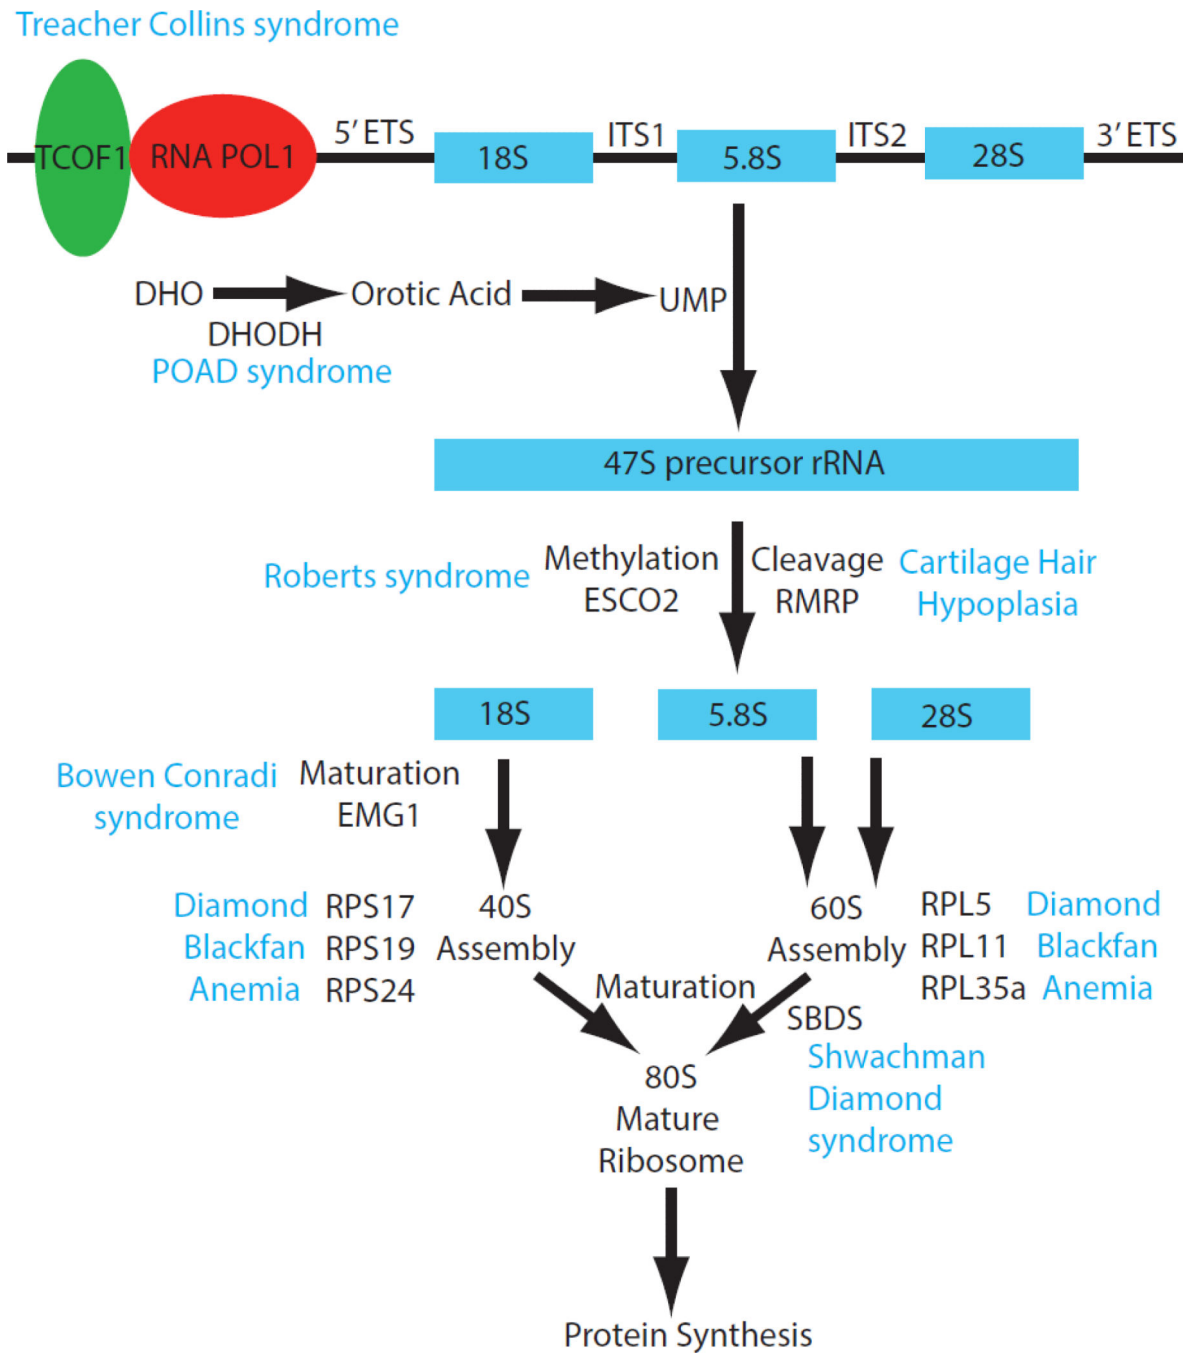 Treacher Collins syndrome
TCOF1 RNA POL1 5’ ETS 18S ITS1 5.8S ITS2 28S 3’ ETS
DHO Orotic Acid UMP
DHODH
POAD syndrome
47S precursor rRNA
Roberts syndrome
Methylation
ESCO2
Cleavage
RMRP
Cartilage Hair
Hypoplasia
18S 5.8S 28S
Bowen Conradi
syndrome
Maturation
EMG1
Diamond
Blackfan
Anemia
RPS17
RPS19
RPS24
40S
Assembly
60S
Assembly
RPL5
RPL11
RPL35a
Diamond
Blackfan
Anemia
Maturation
SBDS
Shwachman
Diamond
syndrome
80S
Mature
Ribosome
Protein Synthesis